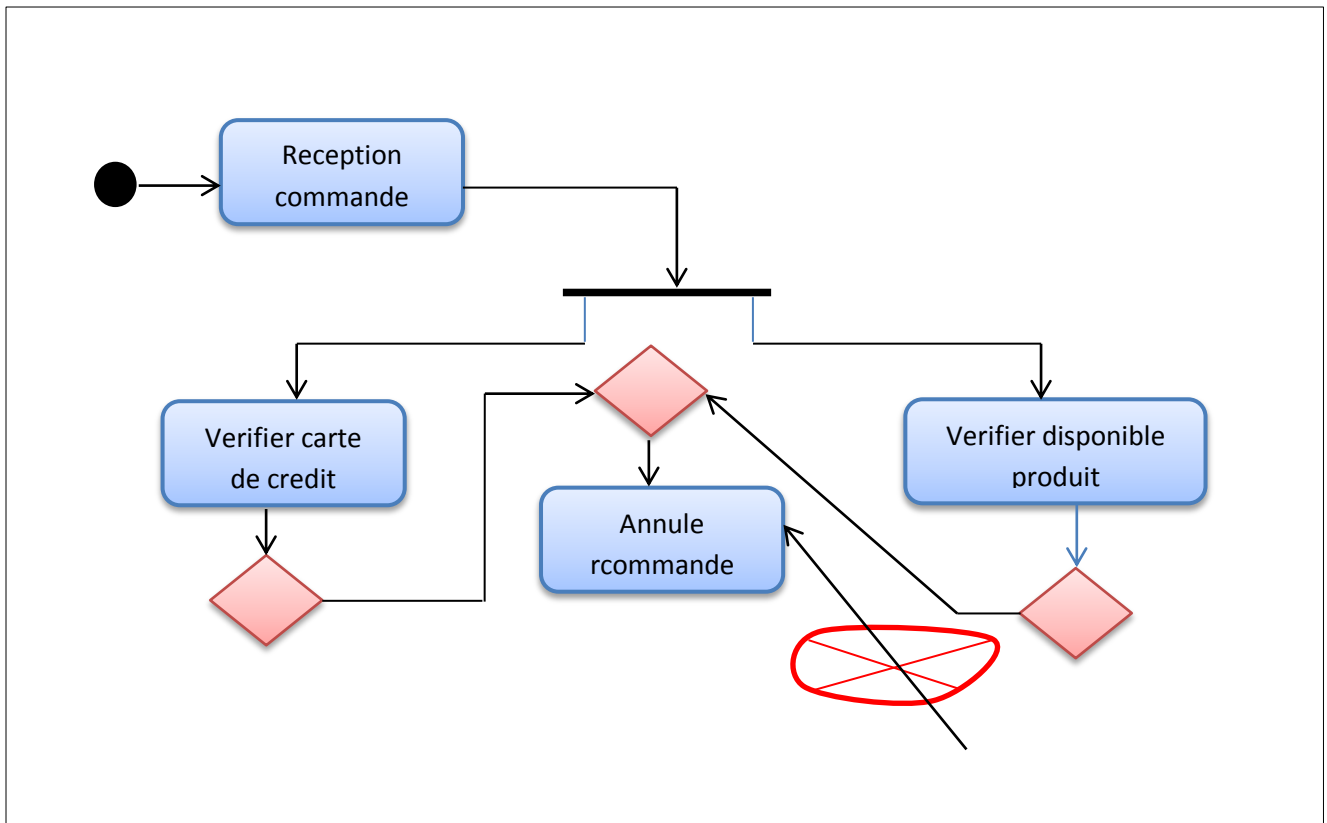 Reception
commande
Verifier carte
de credit
Verifier disponible
produit
Annule
rcommande